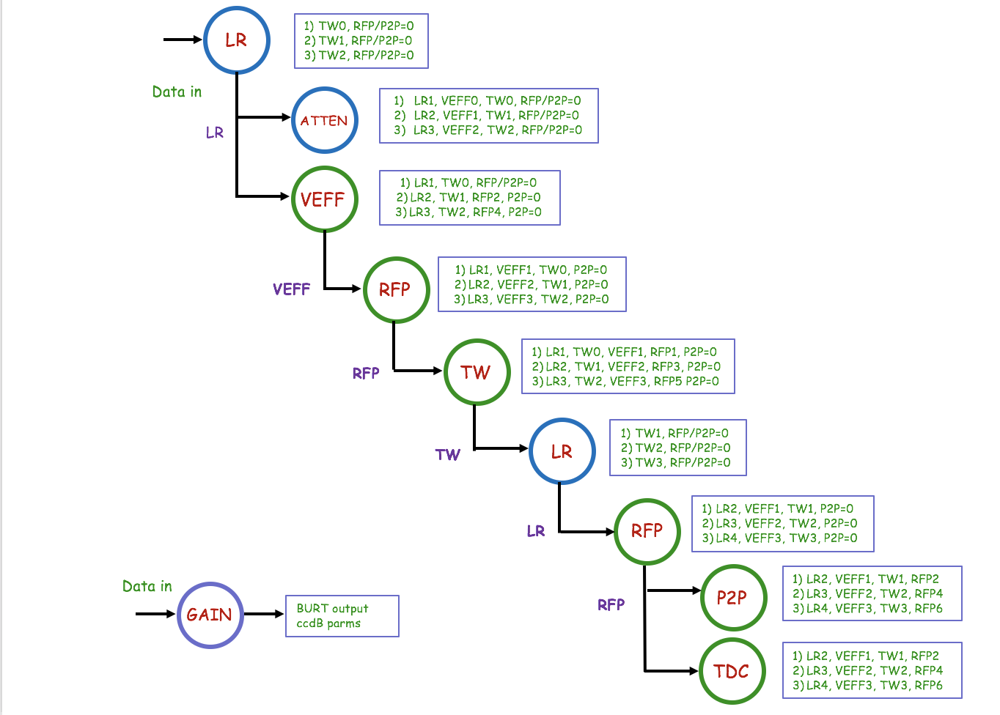 LR
1) TW0, RFP/P2P=0
2) TW1, RFP/P2P=0
3) TW2, RFP/P2P=0
Data in
LR
ATTEN
1) LR1, VEFF0, TW0, RFP/P2P=0
2) LR2, VEFF1, TW1, RFP/P2P=0
3) LR3, VEFF2, TW2, RFP/P2P=0
VEFF
1) LR1, TW0, RFP/P2P=0
2) LR2, TW1, RFP2, P2P=0
3) LR3, TW2, RFP4, P2P=0
VEFF
RFP
1) LR1, VEFF1, TW0, P2P=0
2) LR2, VEFF2, TW1, P2P=0
3) LR3, VEFF3, TW2, P2P=0
RFP
TW
1) LR1, TW0, VEFF1, RFP1, P2P=0
2) LR2, TW1, VEFF2, RFP3, P2P=0
3) LR3, TW2, VEFF3, RFP5 P2P=0
TW
LR
1) TW1, RFP/P2P=0
2) TW2, RFP/P2P=0
3) TW3, RFP/P2P=0
LR
RFP
1) LR2, VEFF1, TW1, P2P=0
2) LR3, VEFF2, TW2, P2P=0
3) LR4, VEFF3, TW3, P2P=0
RFP
P2P
1) LR2, VEFF1, TW1, RFP2
2) LR3, VEFF2, TW2, RFP4
3) LR4, VEFF3, TW3, RFP6
TDC
1) LR2, VEFF1, TW1, RFP2
2) LR3, VEFF2, TW2, RFP4
3) LR4, VEFF3, TW3, RFP6
Data in
GAIN
BURT output
ccdB parms